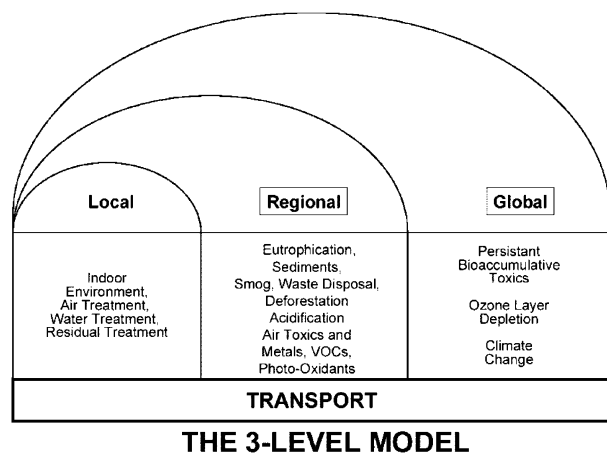 Local
Regional
Global
Indoor
Environment,
Air Treatment,
Water Treatment,
Residual Treatment
Eutrophication,
Sediments,
Smog, Waste Disposal,
Deforestation
Acidification
Air Toxics and
Metals, VOCs,
Photo-Oxidants
Persistant
Bioaccumulative
Toxics
Ozone Layer
Depletion
Climate
Change
TRANSPORT
THE 3-LEVEL MODEL